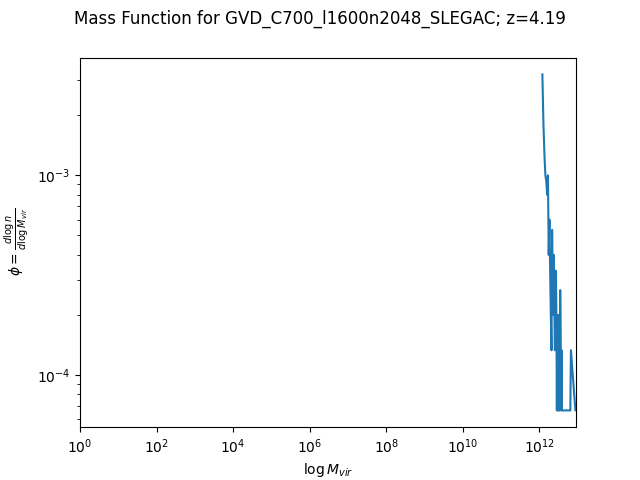 Mass Function for GVD_C700_l1600n2048_SLEGAC; z=4.19
10⁻³
10⁻⁴
ϕ = d log n / d log M_vir
10⁰ 10² 10⁴ 10⁶ 10⁸ 10¹⁰ 10¹²
log M_vir